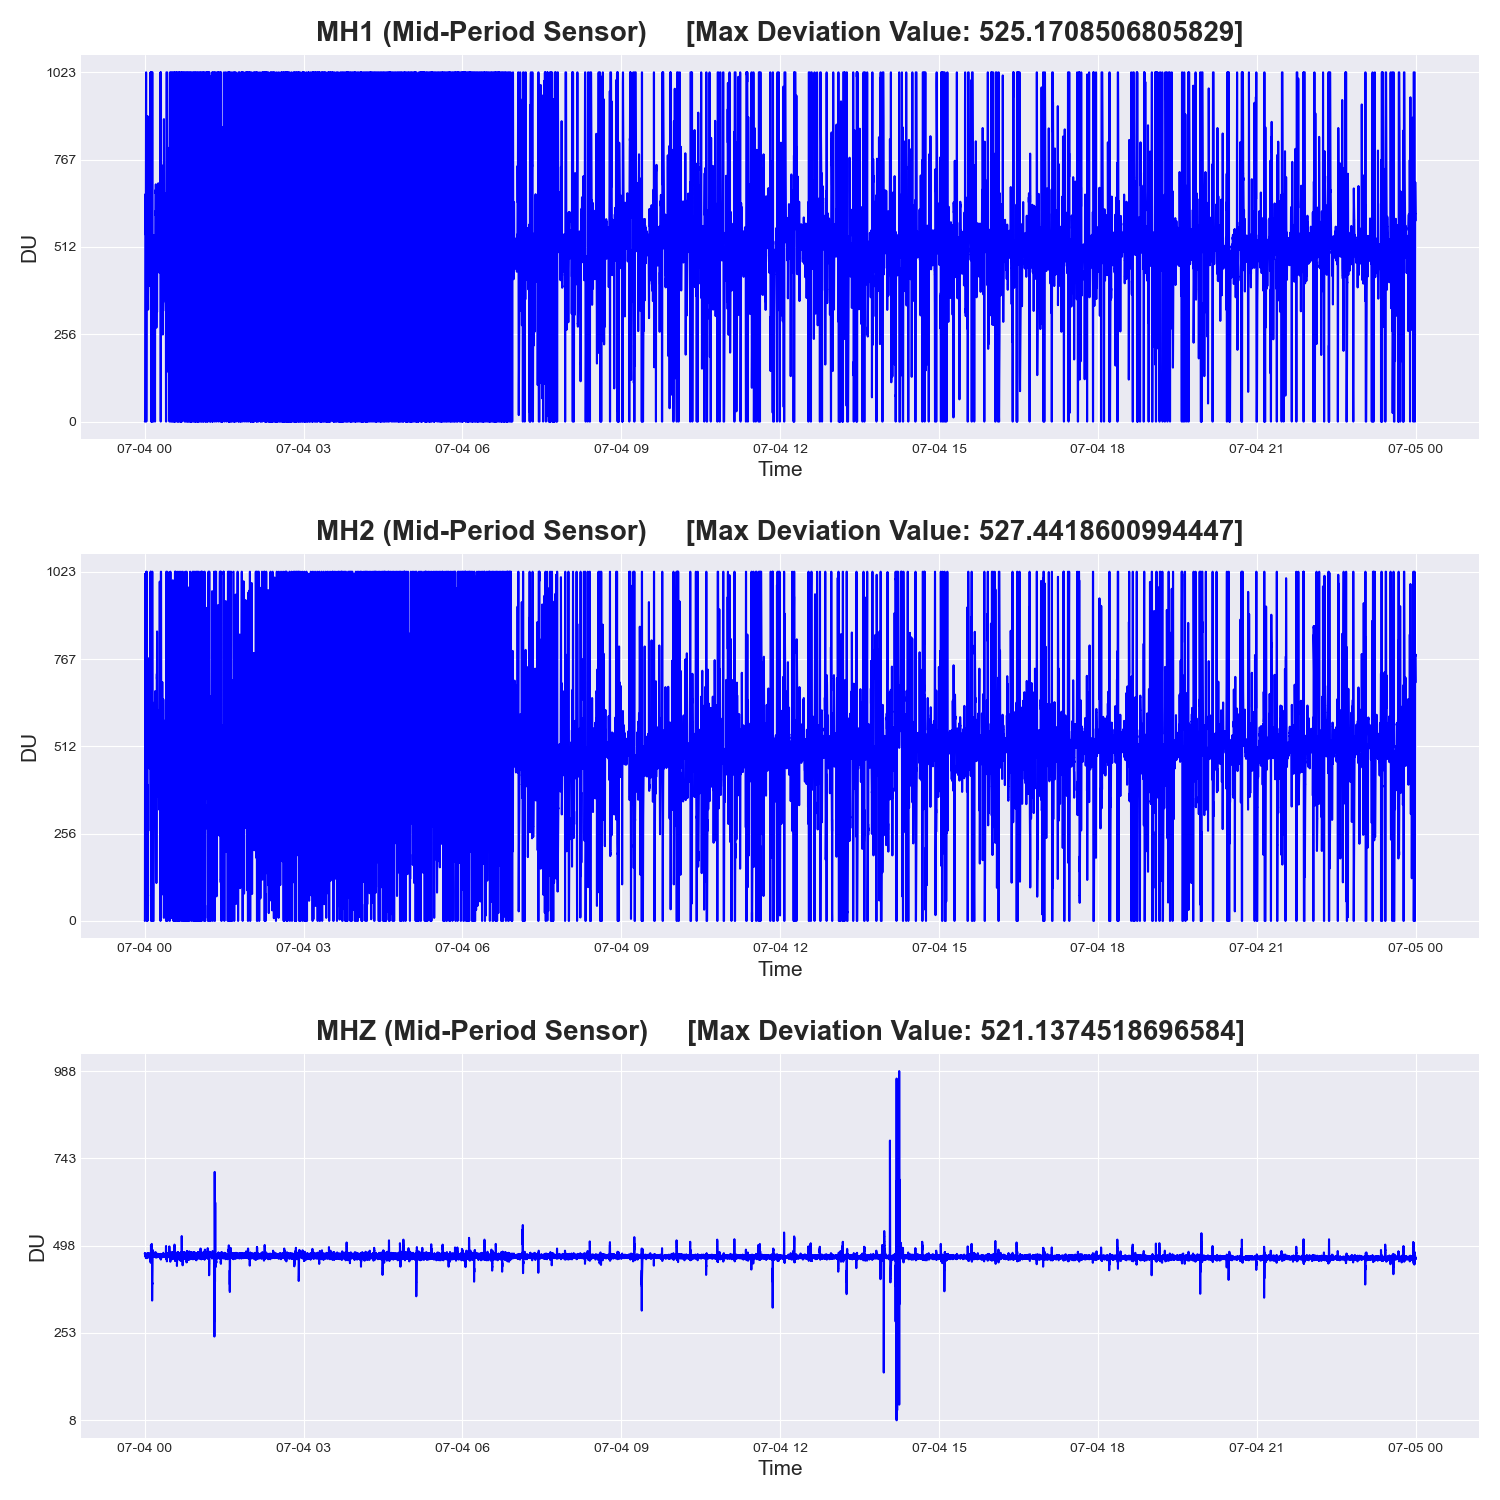 MH1 (Mid-Period Sensor) [Max Deviation Value: 525.1708506805829]
1023
767
512
256
0
DU
07-04 00 07-04 03 07-04 06 07-04 09 07-04 12 07-04 15 07-04 18 07-04 21 07-05 00
Time
MH2 (Mid-Period Sensor) [Max Deviation Value: 527.4418600994447]
1023
767
512
256
0
DU
07-04 00 07-04 03 07-04 06 07-04 09 07-04 12 07-04 15 07-04 18 07-04 21 07-05 00
Time
MHZ (Mid-Period Sensor) [Max Deviation Value: 521.1374518696584]
988
743
498
253
8
DU
07-04 00 07-04 03 07-04 06 07-04 09 07-04 12 07-04 15 07-04 18 07-04 21 07-05 00
Time